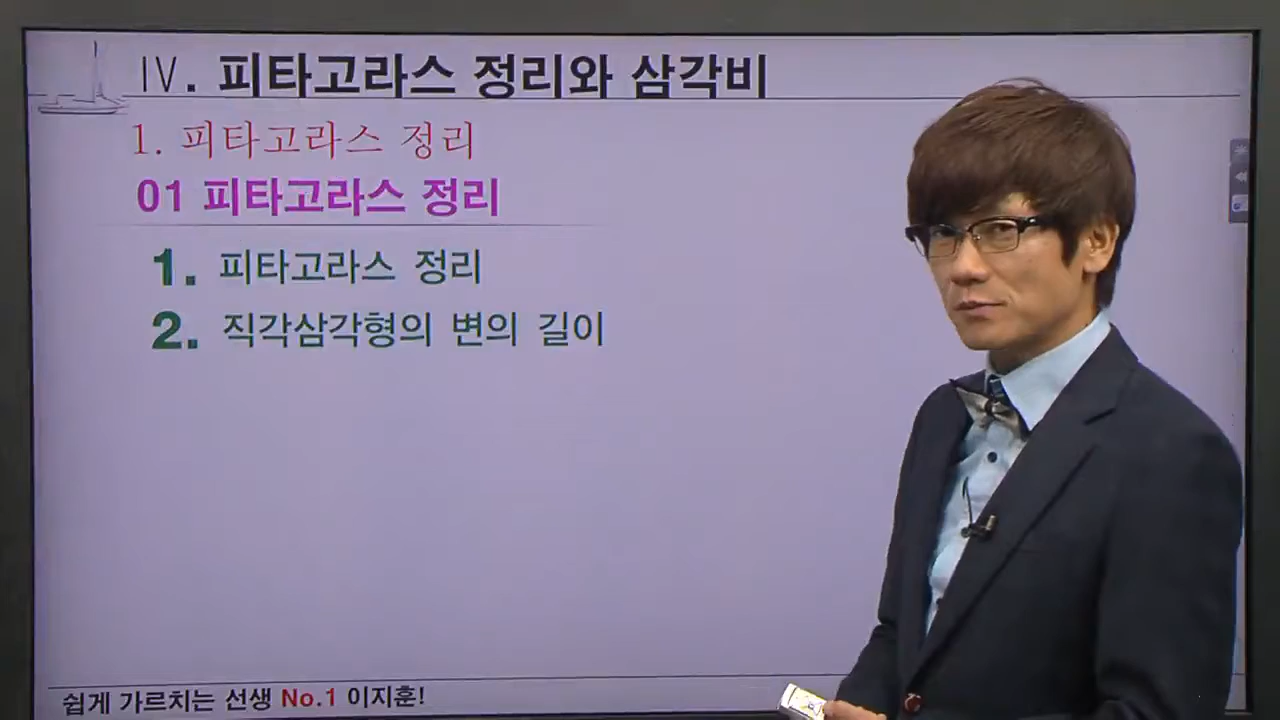 Ⅳ. 피타고라스 정리와 삼각비
1. 피타고라스 정리
01 피타고라스 정리
1. 피타고라스 정리
2. 직각삼각형의 변의 길이
쉽게 가르치는 선생 No.1 이지훈!